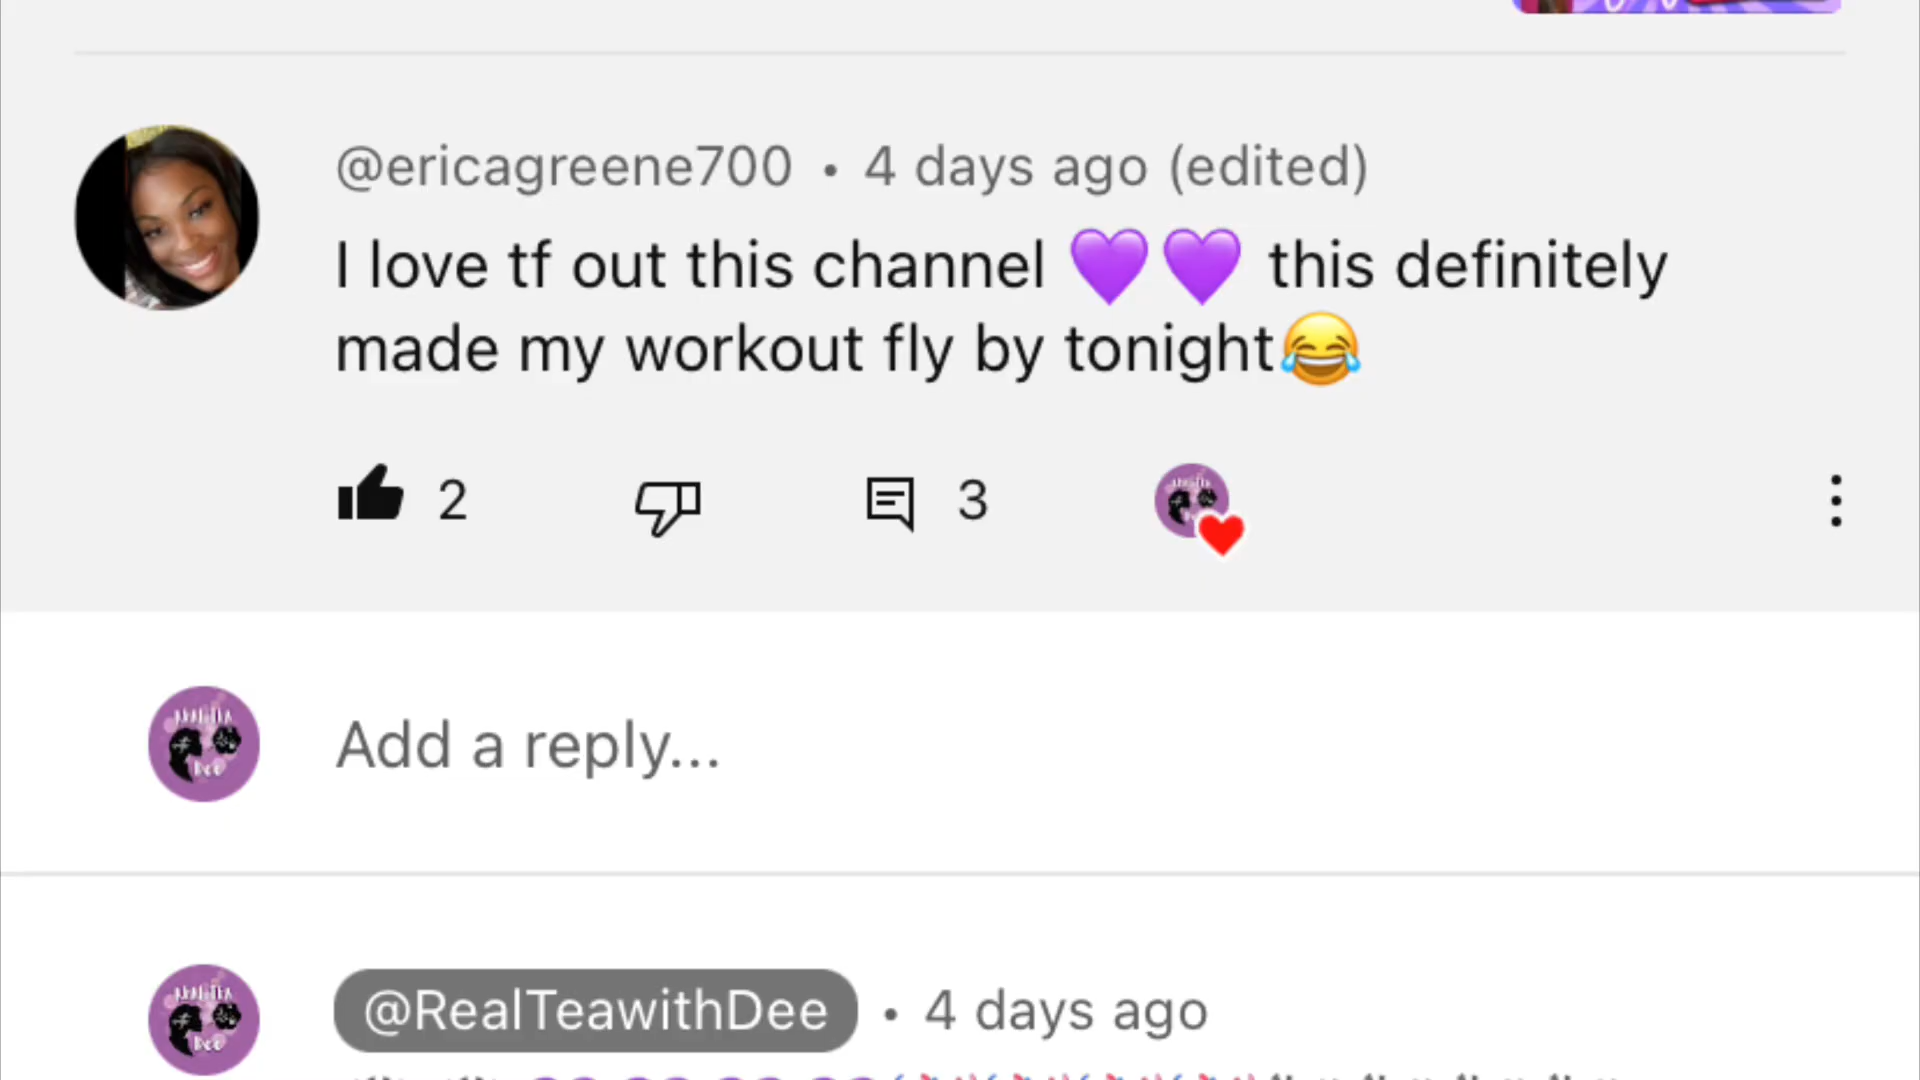 @ericagreene700 • 4 days ago (edited)
I love tf out this channel 💜💜 this definitely
made my workout fly by tonight😂
2 3
Add a reply...
@RealTeawithDee • 4 days ago